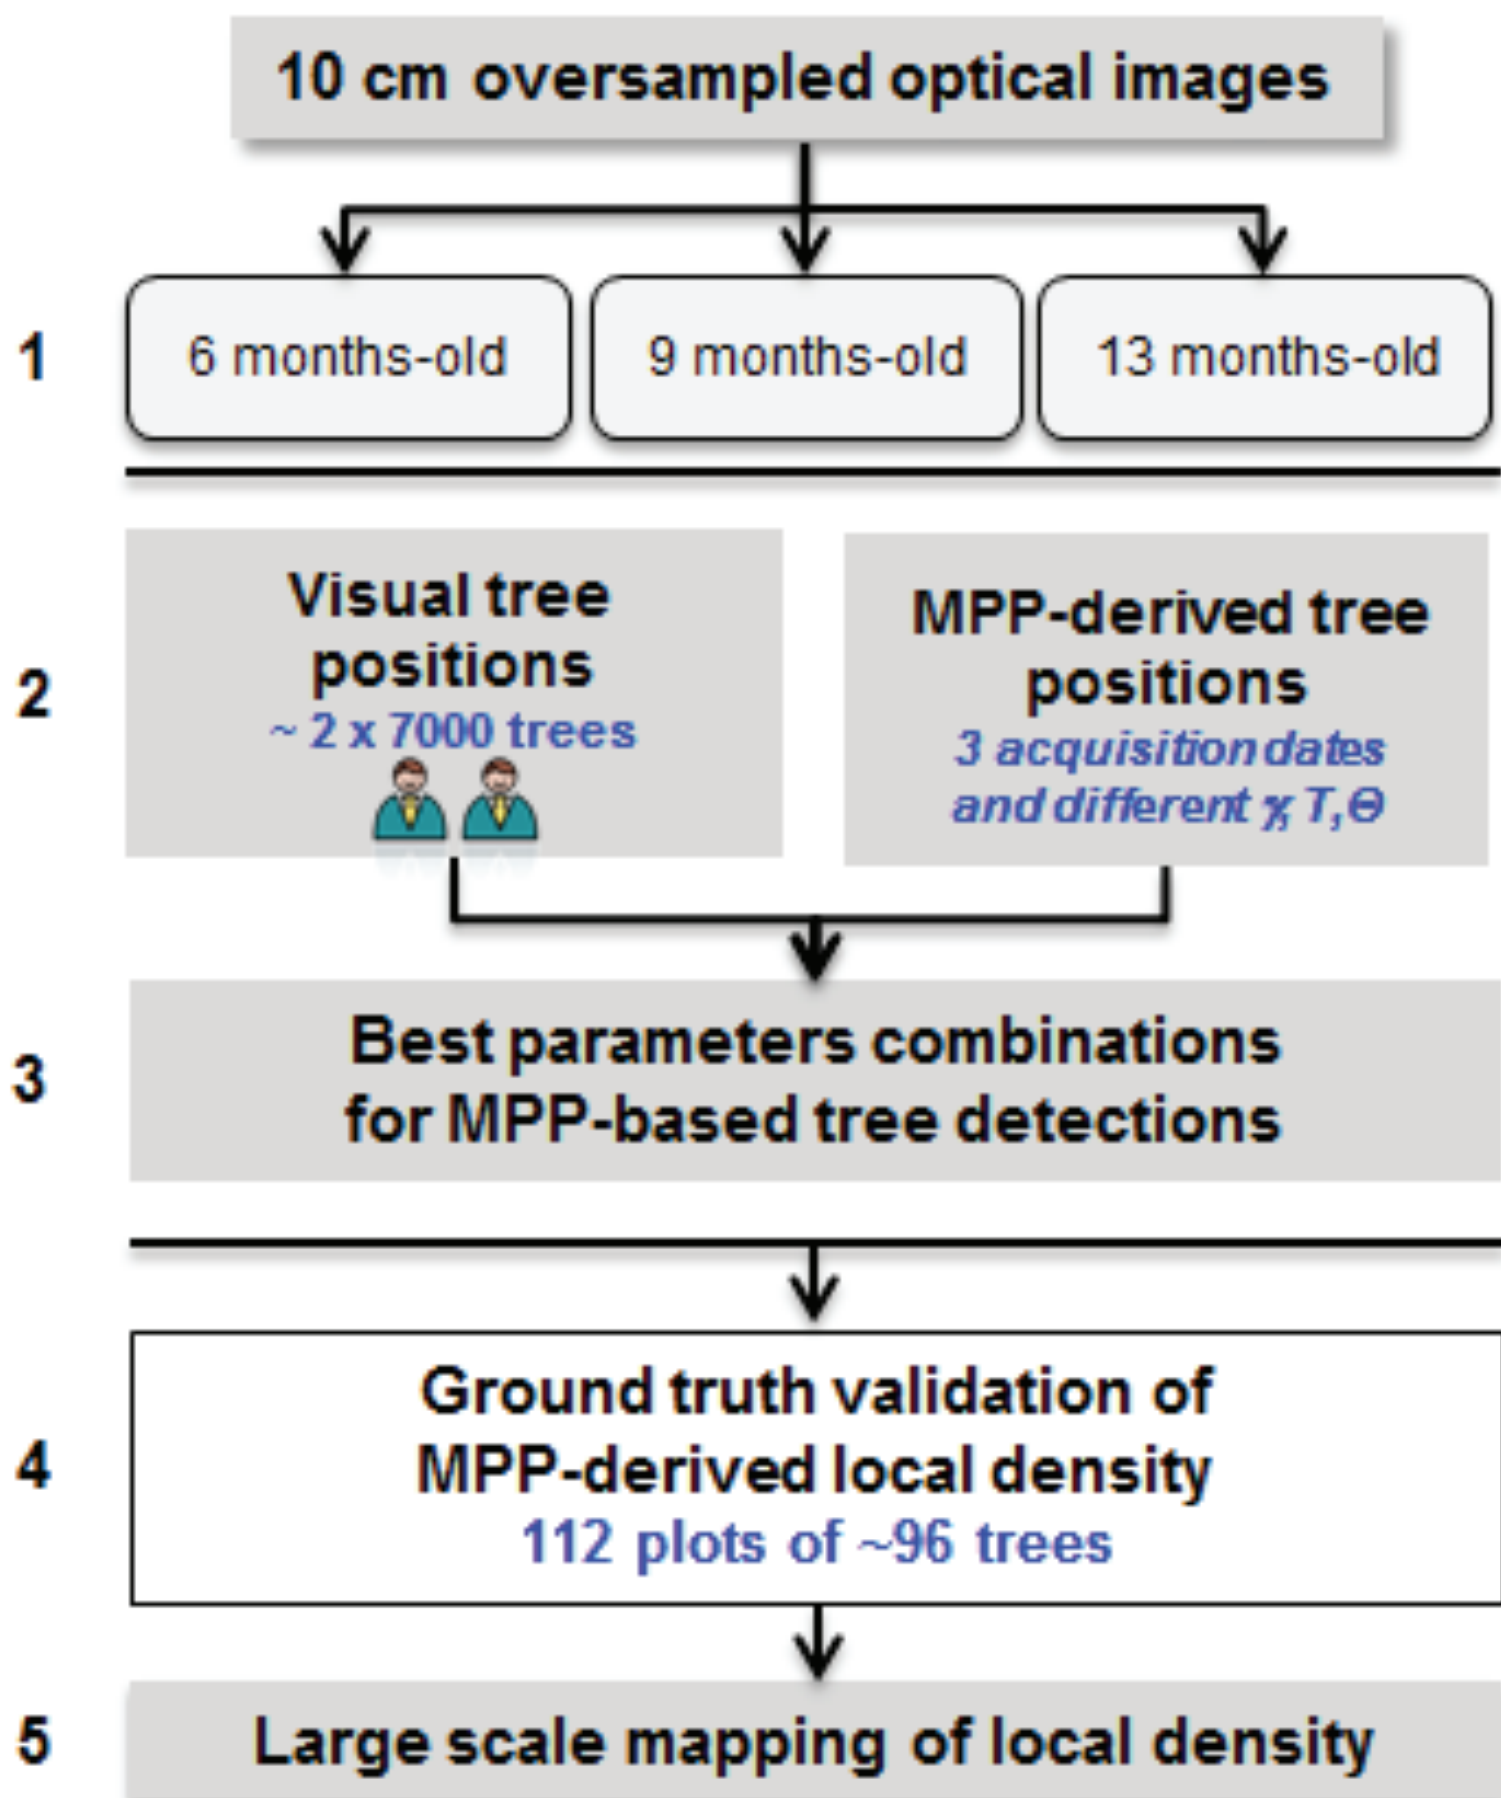 10 cm oversampled optical images
1
6 months-old
9 months-old
13 months-old
2
Visual tree
positions
~ 2 x 7000 trees
MPP-derived tree
positions
3 acquisition dates
and different γ, T, Θ
3
Best parameters combinations
for MPP-based tree detections
4
Ground truth validation of
MPP-derived local density
112 plots of ~96 trees
5
Large scale mapping of local density